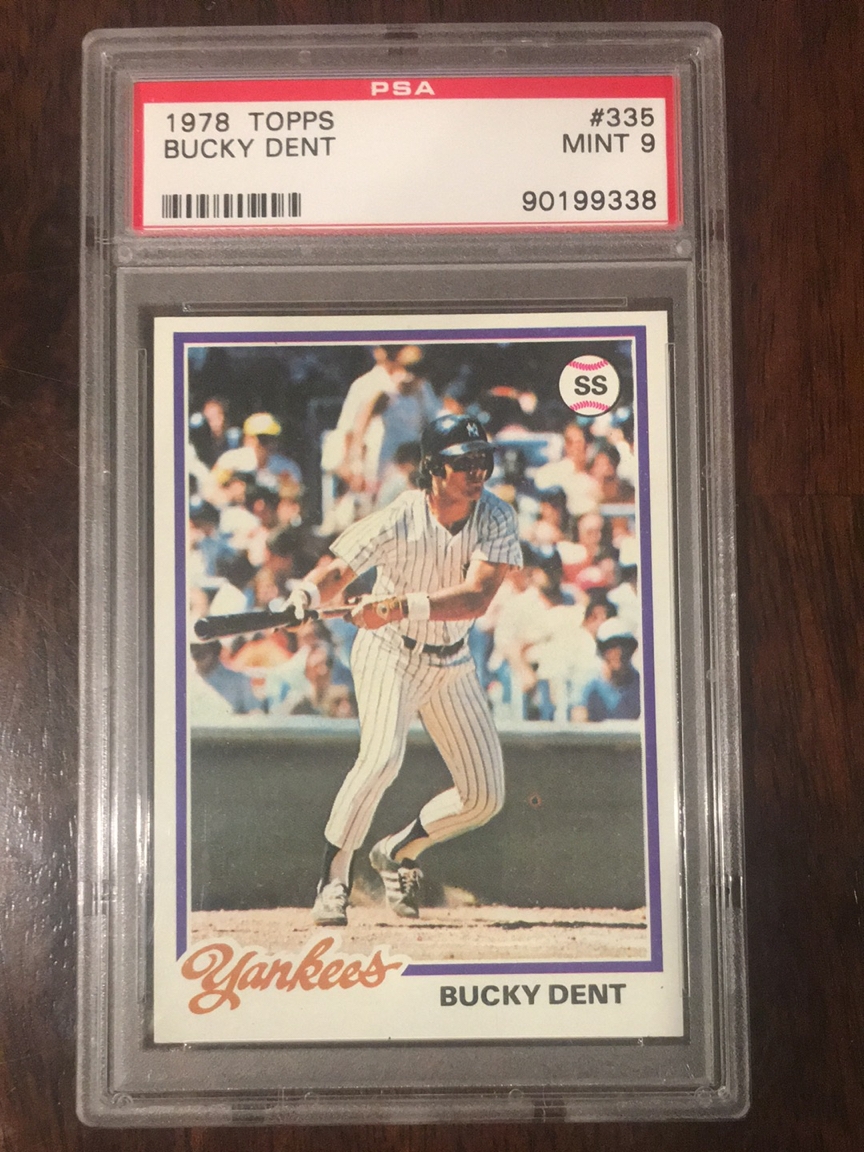 PSA
1978 TOPPS #335
BUCKY DENT MINT 9
90199338
SS
Yankees
BUCKY DENT